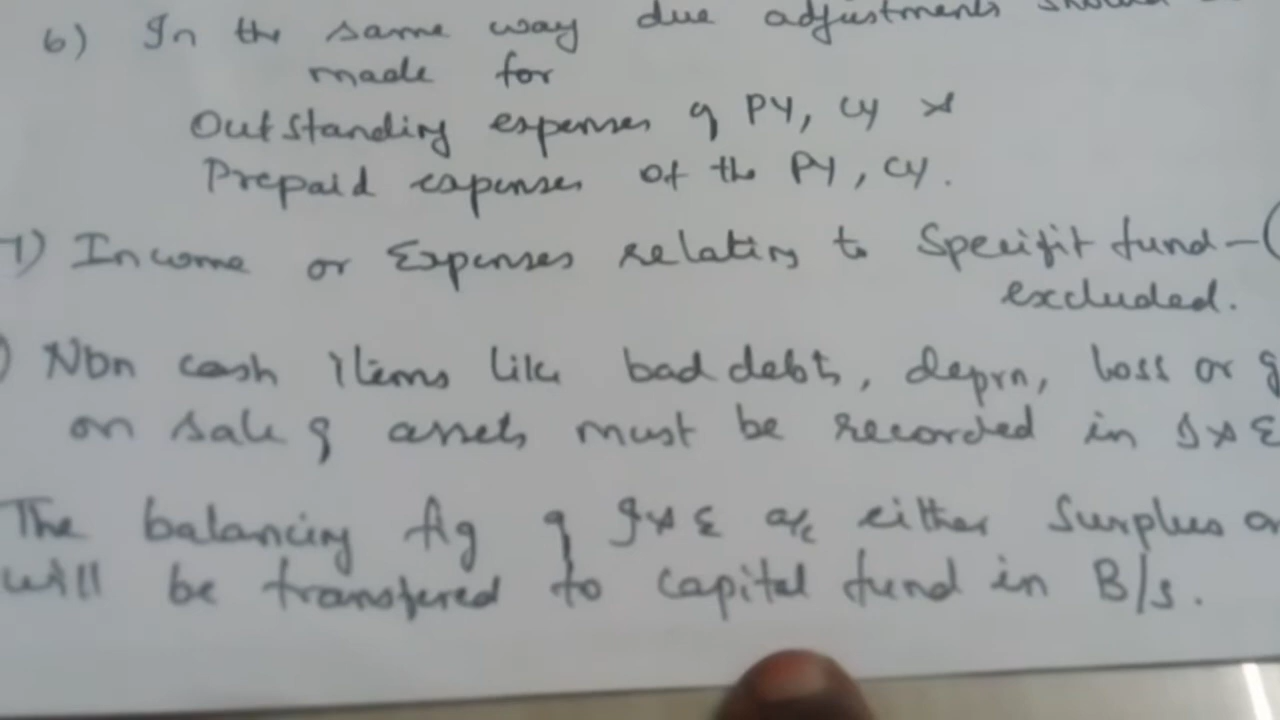 6) In the same way due adjustments should
made for
Outstanding expenses of PY, CY &
Prepaid expenses of the PY, CY.
7) Income or Expenses relating to Specifit fund - (
excluded.
) Non cash items like bad debts, deprn, loss or g
on sale of assets must be recorded in I & E
The balancing fig of I & E a/c either Surplus or
will be transfered to capital fund in B/s.